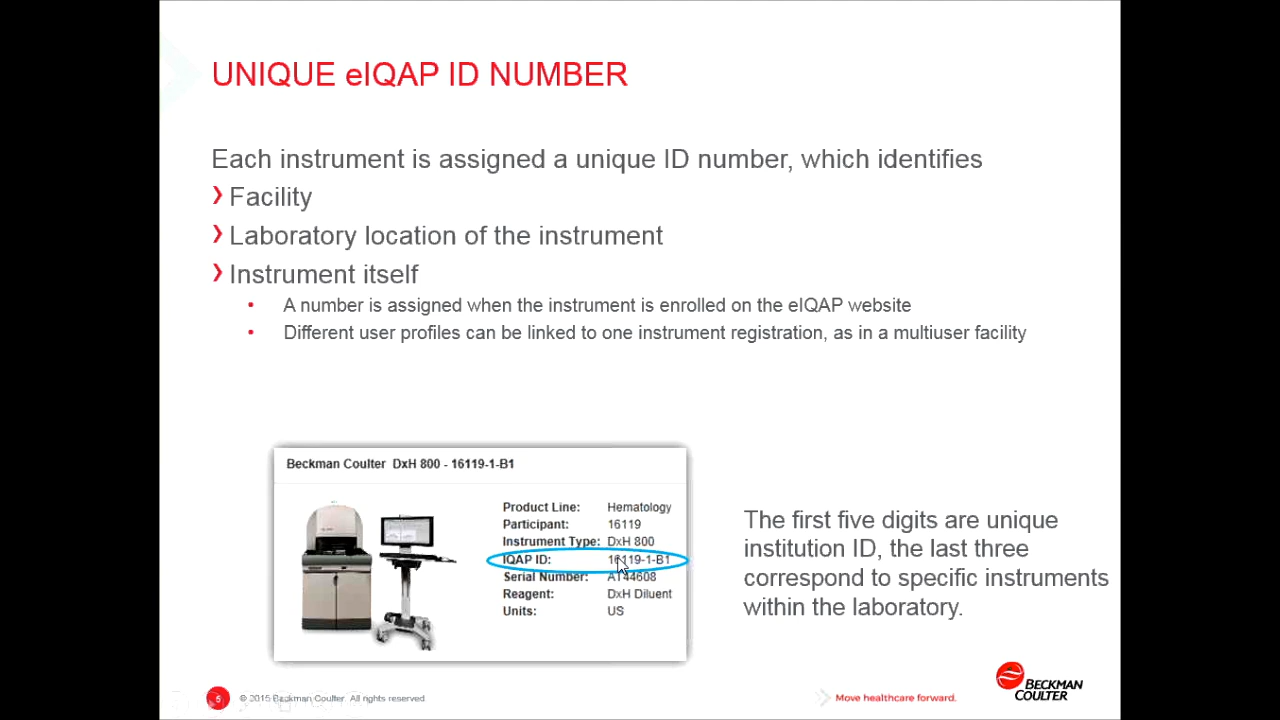 UNIQUE eIQAP ID NUMBER
Each instrument is assigned a unique ID number, which identifies
Facility
Laboratory location of the instrument
Instrument itself
A number is assigned when the instrument is enrolled on the eIQAP website
Different user profiles can be linked to one instrument registration, as in a multiuser facility
Beckman Coulter DxH 800 - 16119-1-B1
Product Line: Hematology
Participant: 16119
Instrument Type: DxH 800
IQAP ID: 16119-1-B1
Serial Number: AT44608
Reagent: DxH Diluent
Units: US
The first five digits are unique
institution ID, the last three
correspond to specific instruments
within the laboratory.
5 © 2015 Beckman Coulter. All rights reserved.
Move healthcare forward.
BECKMAN
COULTER